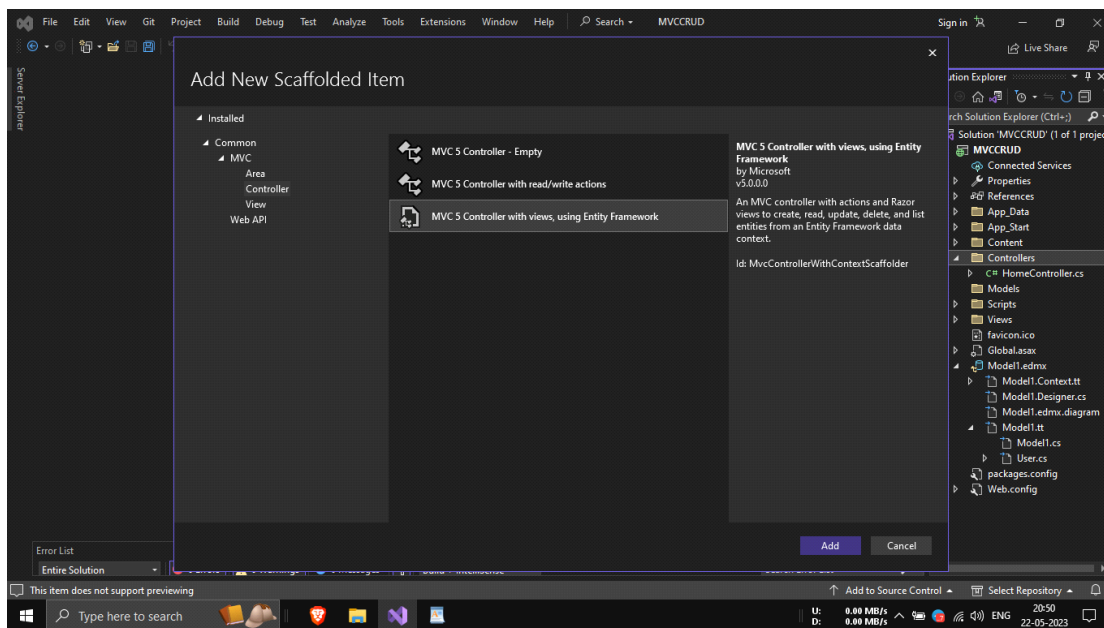 File Edit View Git Project Build Debug Test Analyze Tools Extensions Window Help Search MVCCRUD Sign in
Live Share
Server Explorer
Add New Scaffolded Item
Installed
Common
MVC
Area
Controller
View
Web API
MVC 5 Controller - Empty
MVC 5 Controller with read/write actions
MVC 5 Controller with views, using Entity Framework
MVC 5 Controller with views, using Entity
Framework
by Microsoft
v5.0.0.0
An MVC controller with actions and Razor
views to create, read, update, delete, and list
entities from an Entity Framework data
context.
Id: MvcControllerWithContextScaffolder
Add Cancel
ution Explorer
rch Solution Explorer (Ctrl+;)
Solution 'MVCCRUD' (1 of 1 projec
MVCCRUD
Connected Services
Properties
References
App_Data
App_Start
Content
Controllers
C# HomeController.cs
Models
Scripts
Views
favicon.ico
Global.asax
Model1.edmx
Model1.Context.tt
Model1.Designer.cs
Model1.edmx.diagram
Model1.tt
Model1.cs
User.cs
packages.config
Web.config
Error List
Entire Solution
This item does not support previewing
Add to Source Control Select Repository
Type here to search
U: 0.00 MB/s
D: 0.00 MB/s
ENG
20:50
22-05-2023